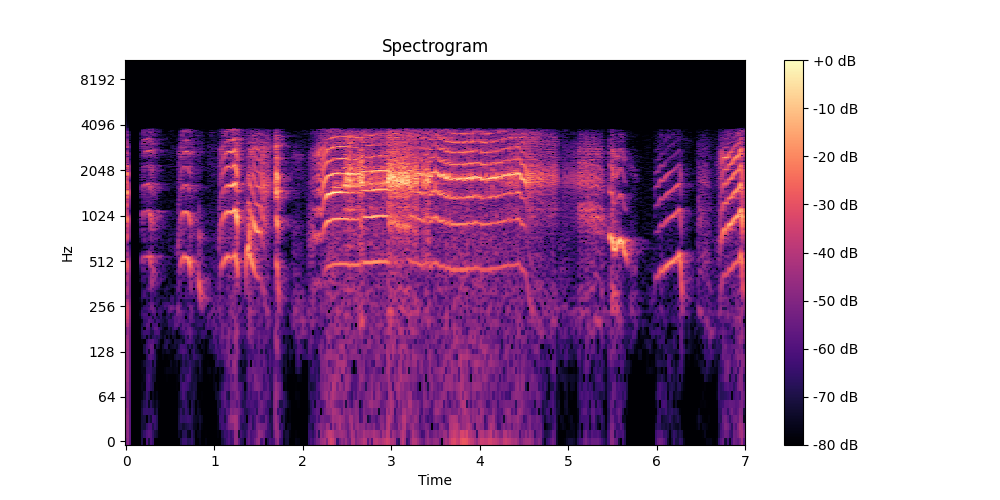 Spectrogram
8192
4096
2048
1024
512
256
128
64
0
Hz
0 1 2 3 4 5 6 7
Time
+0 dB
-10 dB
-20 dB
-30 dB
-40 dB
-50 dB
-60 dB
-70 dB
-80 dB